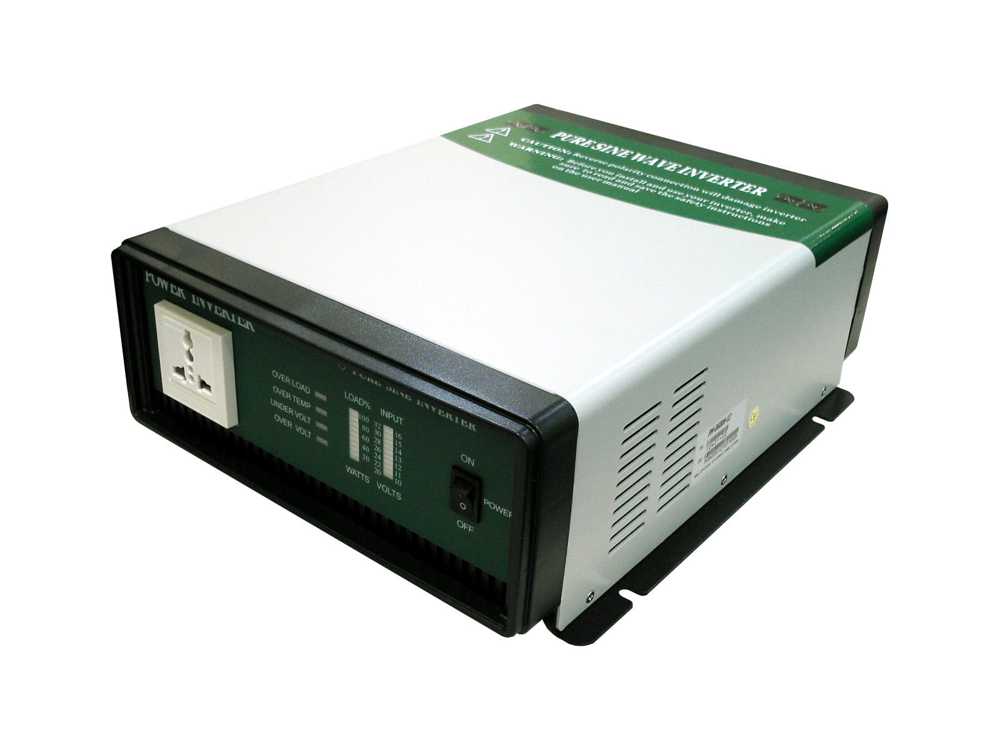 PURE SINE WAVE INVERTER
CAUTION: Reverse polarity connection will damage inverter
WARNING: Before you install and use your inverter, make
sure to read and save the safety instructions
on the user manual
POWER INVERTER
PURE SINE INVERTER
OVER LOAD
OVER TEMP
UNDER VOLT
OVER VOLT
LOAD% INPUT
100 32 16
80 30 15
60 28 14
40 26 13
20 24 12
22 11
20 10
WATTS VOLTS
ON
POWER
OFF
CE